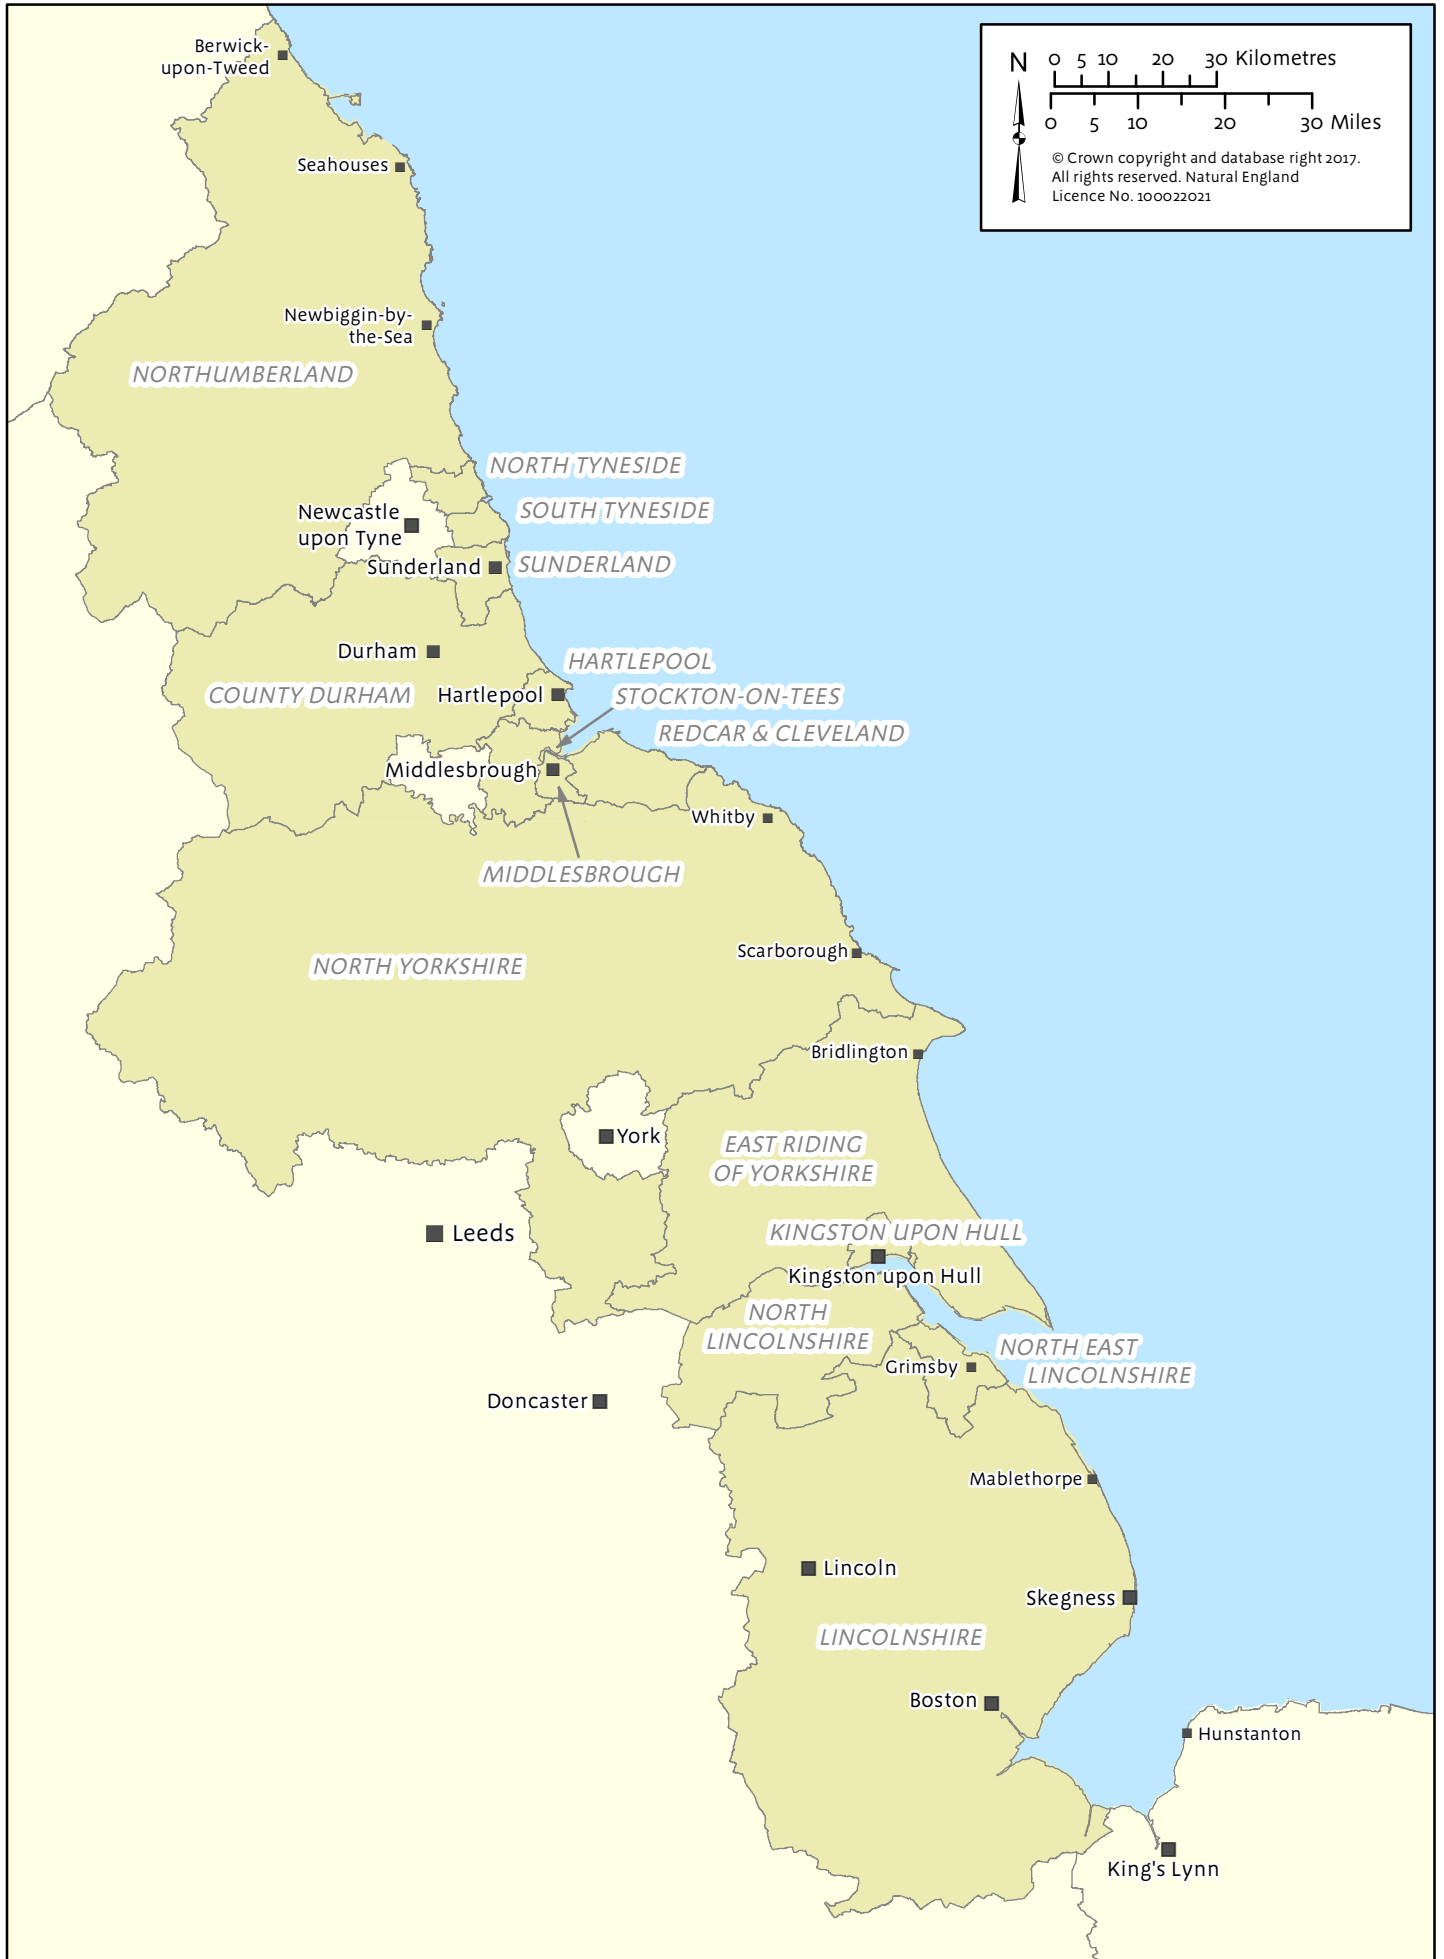 Berwick-
upon-Tweed
N
0 5 10 20 30 Kilometres
0 5 10 20 30 Miles
© Crown copyright and database right 2017.
All rights reserved. Natural England
Licence No. 100022021
Seahouses
Newbiggin-by-
the-Sea
NORTHUMBERLAND
NORTH TYNESIDE
SOUTH TYNESIDE
Newcastle
upon Tyne
Sunderland
SUNDERLAND
Durham
HARTLEPOOL
COUNTY DURHAM
Hartlepool
STOCKTON-ON-TEES
REDCAR & CLEVELAND
Middlesbrough
Whitby
MIDDLESBROUGH
Scarborough
NORTH YORKSHIRE
Bridlington
York
EAST RIDING
OF YORKSHIRE
Leeds
KINGSTON UPON HULL
Kingston upon Hull
NORTH
LINCOLNSHIRE
NORTH EAST
LINCOLNSHIRE
Grimsby
Doncaster
Mablethorpe
Lincoln
Skegness
LINCOLNSHIRE
Boston
Hunstanton
King's Lynn